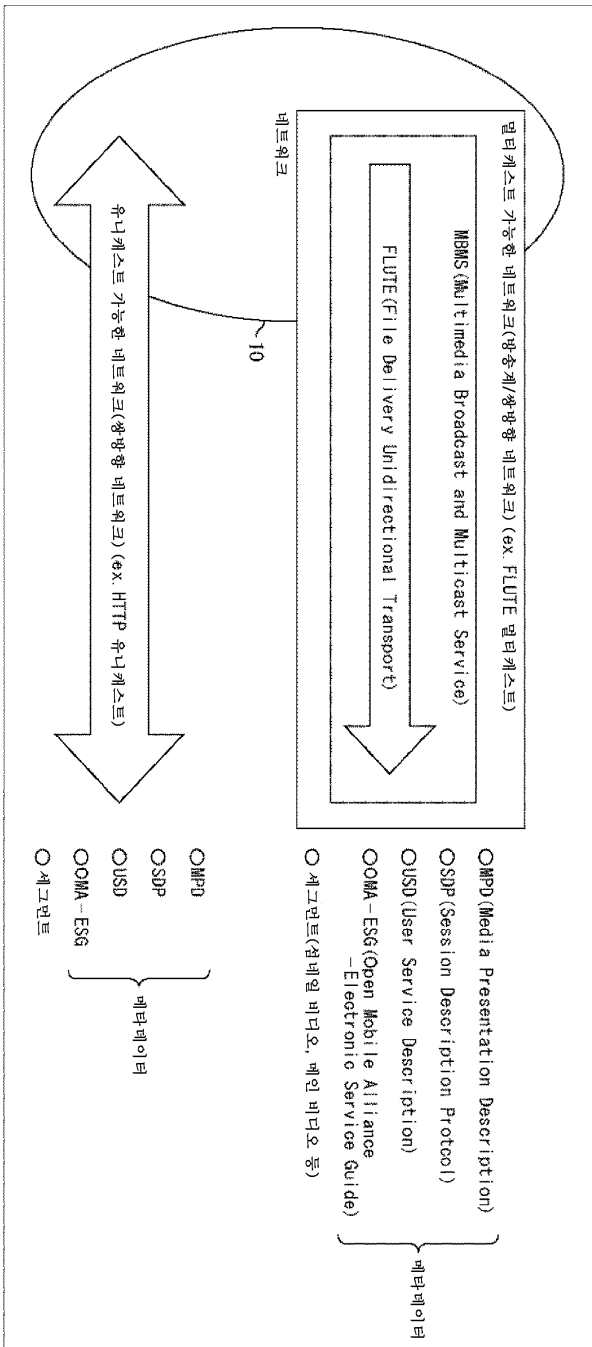 멀티캐스트 가능한 네트워크(방송계/쌍방향 네트워크) (ex. FLUTE 멀티캐스트)
MBMS(Multimedia Broadcast and Multicast Service)
FLUTE(File Delivery Unidirectional Transport)
네트워크
10
유니캐스트 가능한 네트워크(쌍방향 네트워크) (ex. HTTP 유니캐스트)
○MPD(Media Presentation Description)
○SDP(Session Description Protcol)
○USD(User Service Description)
○OMA-ESG(Open Mobile Alliance
-Electronic Service Guide)
메타데이터
○ 세그먼트(섬네일 비디오, 메인 비디오 등)
○MPD
○SDP
○USD
○OMA-ESG
메타데이터
○ 세그먼트